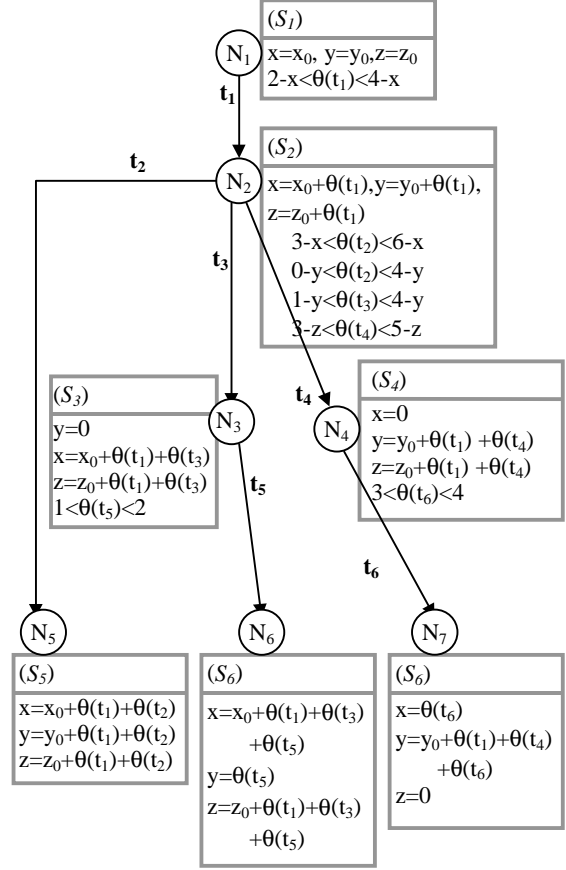 (S₁)
N₁
x=x₀, y=y₀,z=z₀
2-x<θ(t₁)<4-x
t₁
(S₂)
t₂
N₂
x=x₀+θ(t₁),y=y₀+θ(t₁),
z=z₀+θ(t₁)
3-x<θ(t₂)<6-x
0-y<θ(t₂)<4-y
1-y<θ(t₃)<4-y
3-z<θ(t₄)<5-z
t₃
t₄
(S₃)
N₃
y=0
x=x₀+θ(t₁)+θ(t₃)
z=z₀+θ(t₁)+θ(t₃)
1<θ(t₅)<2
(S₄)
N₄
x=0
y=y₀+θ(t₁) +θ(t₄)
z=z₀+θ(t₁) +θ(t₄)
3<θ(t₆)<4
t₅
t₆
N₅
N₆
N₇
(S₅)
x=x₀+θ(t₁)+θ(t₂)
y=y₀+θ(t₁)+θ(t₂)
z=z₀+θ(t₁)+θ(t₂)
(S₆)
x=x₀+θ(t₁)+θ(t₃)
+θ(t₅)
y=θ(t₅)
z=z₀+θ(t₁)+θ(t₃)
+θ(t₅)
(S₆)
x=θ(t₆)
y=y₀+θ(t₁)+θ(t₄)
+θ(t₆)
z=0